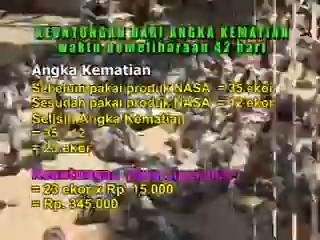 KEUNTUNGAN DARI ANGKA KEMATIAN
waktu pemeliharaan 42 hari
Angka Kematian
Sebelum pakai produk NASA = 35 ekor
Sesudah pakai produk NASA = 12 ekor
Selisih Angka Kematian
= 35 - 12
= 23 ekor
= 23 ekor x Rp. 15.000
= Rp. 345.000